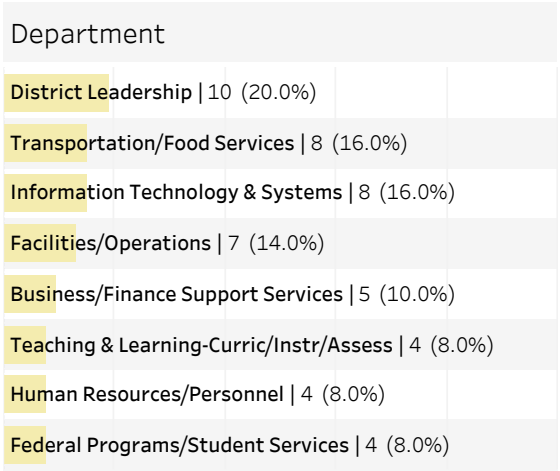 Department
District Leadership | 10 (20.0%)
Transportation/Food Services | 8 (16.0%)
Information Technology & Systems | 8 (16.0%)
Facilities/Operations | 7 (14.0%)
Business/Finance Support Services | 5 (10.0%)
Teaching & Learning-Curric/Instr/Assess | 4 (8.0%)
Human Resources/Personnel | 4 (8.0%)
Federal Programs/Student Services | 4 (8.0%)